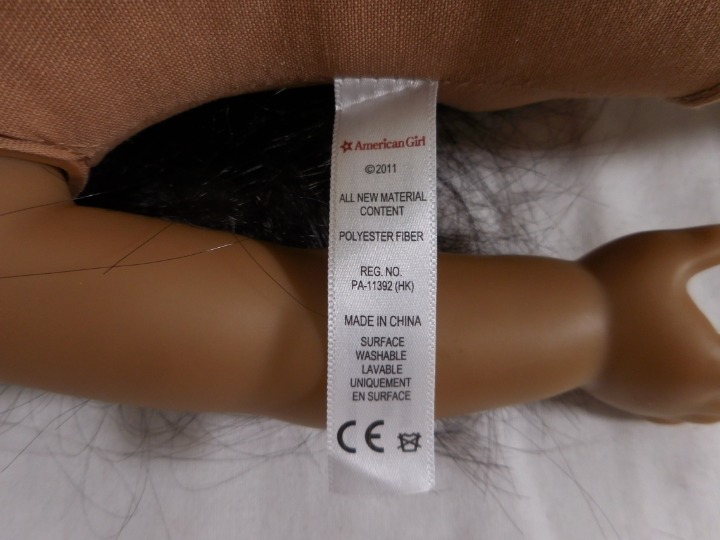 American Girl
©2011
ALL NEW MATERIAL
CONTENT
POLYESTER FIBER
REG. NO.
PA-11392 (HK)
MADE IN CHINA
SURFACE
WASHABLE
LAVABLE
UNIQUEMENT
EN SURFACE
CE